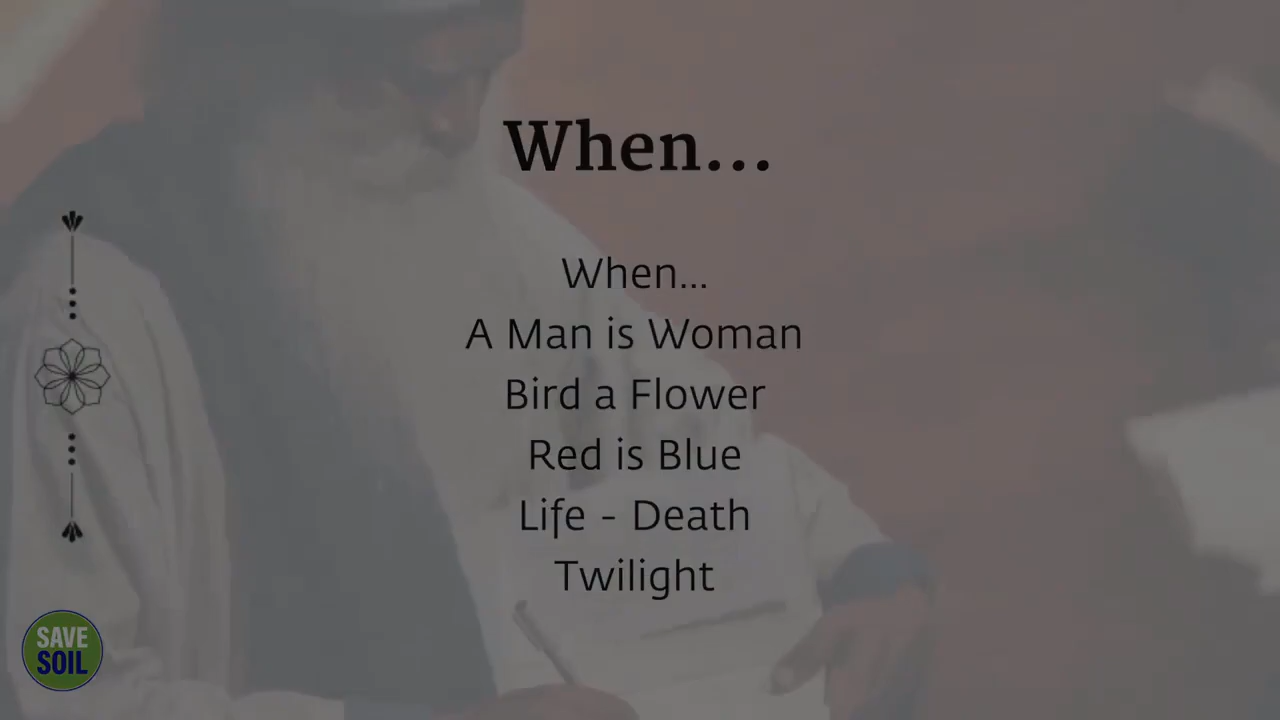 When...
When...
A Man is Woman
Bird a Flower
Red is Blue
Life - Death
Twilight
SAVE
SOIL